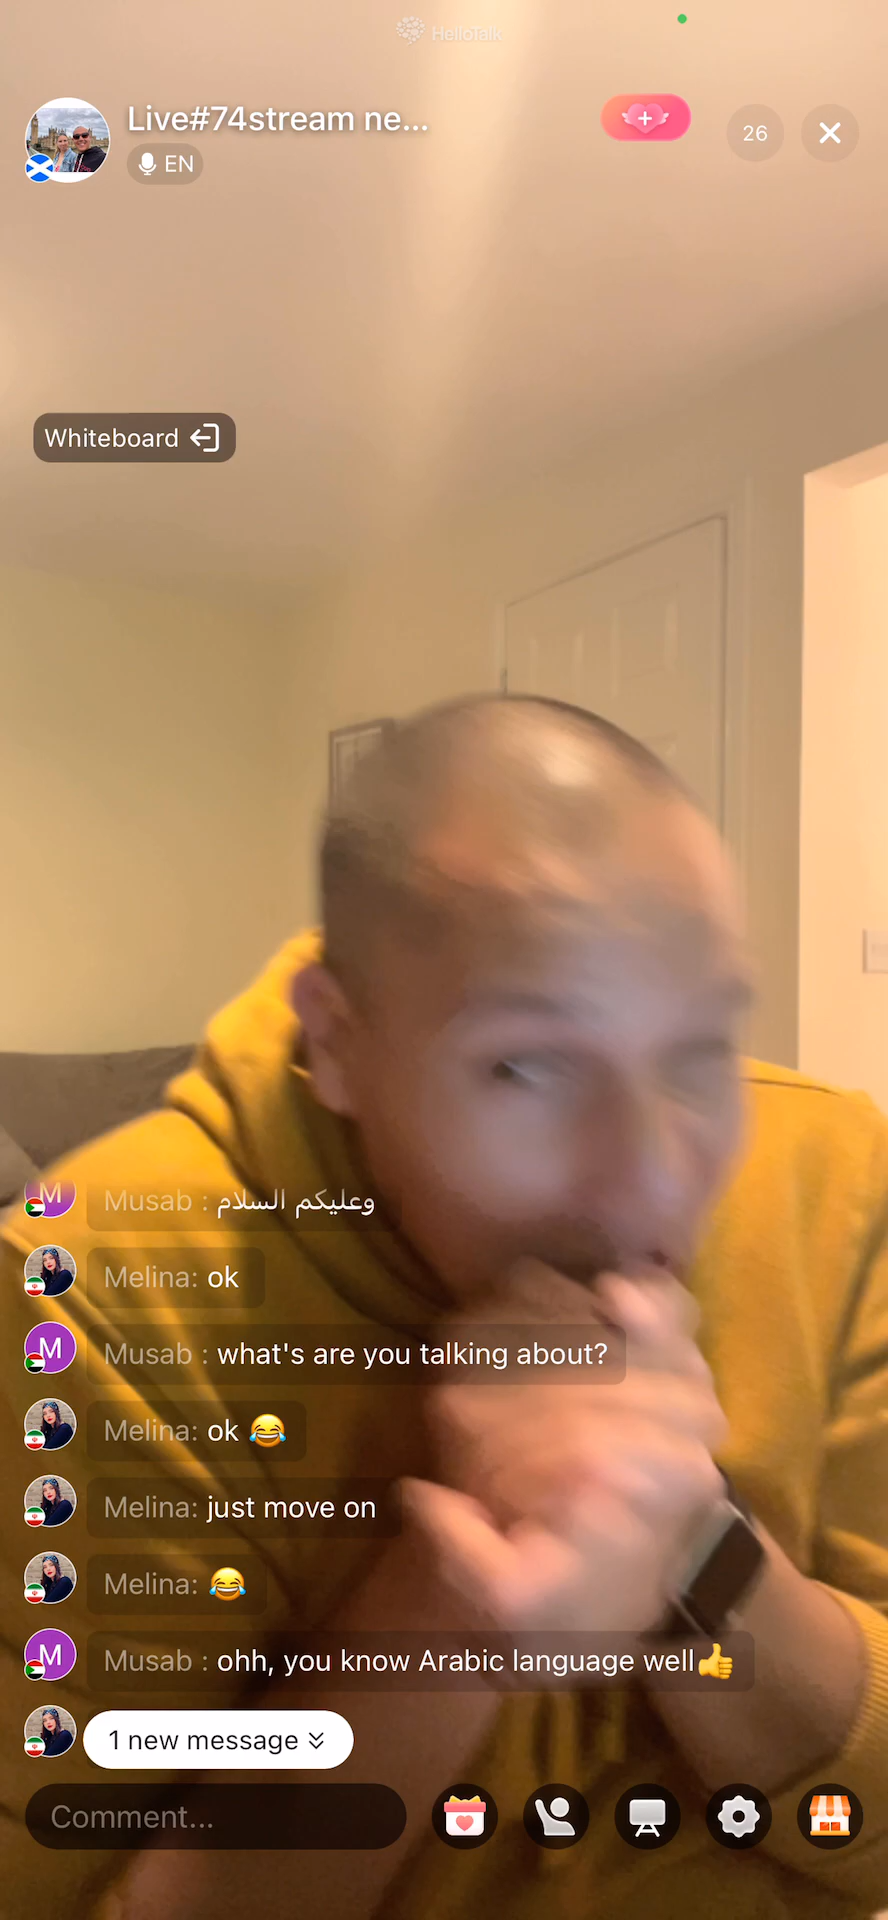 HelloTalk
Live#74stream ne...
EN
26
Whiteboard
M
Musab : وعليكم السلام
Melina: ok
M
Musab : what's are you talking about?
Melina: ok 😂
Melina: just move on
Melina: 😂
M
Musab : ohh, you know Arabic language well👍
1 new message
Comment...